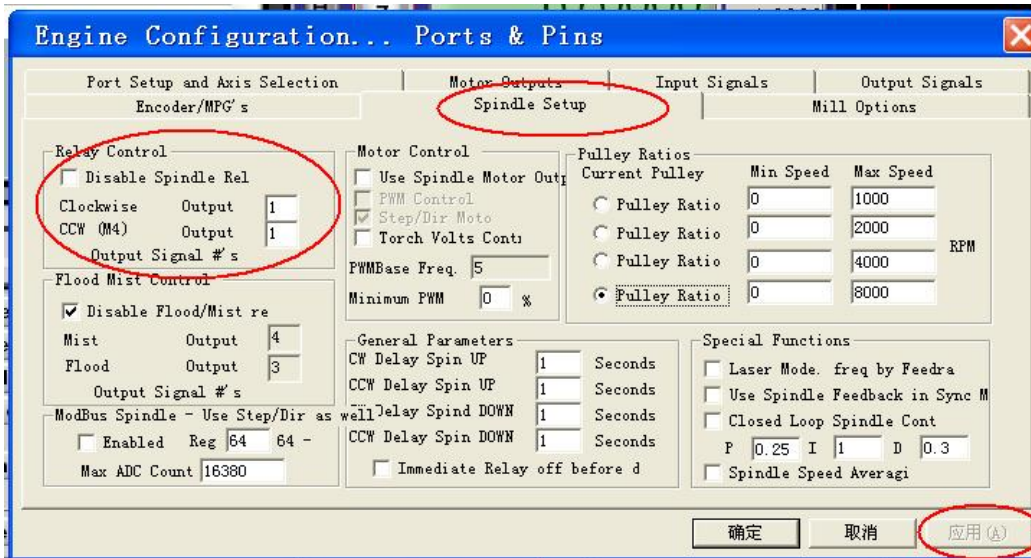 Engine Configuration... Ports & Pins
Port Setup and Axis Selection Motor Outputs Input Signals Output Signals
Encoder/MPG's Spindle Setup Mill Options
Relay Control
Disable Spindle Rel
Clockwise Output 1
CCW (M4) Output 1
Output Signal #'s
Flood Mist Control
Disable Flood/Mist re
Mist Output 4
Flood Output 3
Output Signal #'s
ModBus Spindle - Use Step/Dir as well
Enabled Reg 64 64 -
Max ADC Count 16380
Motor Control
Use Spindle Motor Outp
PWM Control
Step/Dir Moto
Torch Volts Cont
PWMBase Freq. 5
Minimum PWM 0 %
General Parameters
CW Delay Spin UP 1 Seconds
CCW Delay Spin UP 1 Seconds
Delay Spind DOWN 1 Seconds
CCW Delay Spin DOWN 1 Seconds
Immediate Relay off before d
Pulley Ratios
Current Pulley Min Speed Max Speed
Pulley Ratio 0 1000
Pulley Ratio 0 2000
RPM
Pulley Ratio 0 4000
Pulley Ratio 0 8000
Special Functions
Laser Mode. freq by Feedra
Use Spindle Feedback in Sync M
Closed Loop Spindle Cont
P 0.25 I 1 D 0.3
Spindle Speed Averagi
确定 取消 应用(A)